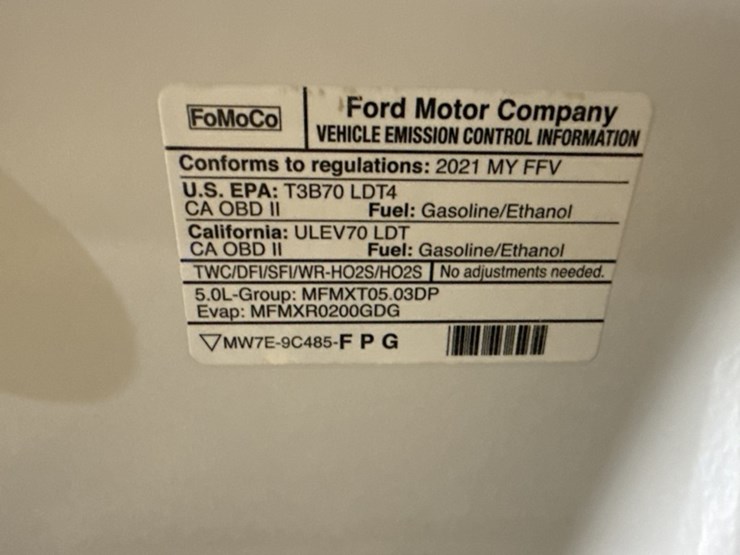 FoMoCo
Ford Motor Company
VEHICLE EMISSION CONTROL INFORMATION
Conforms to regulations: 2021 MY FFV
U.S. EPA: T3B70 LDT4
CA OBD II Fuel: Gasoline/Ethanol
California: ULEV70 LDT
CA OBD II Fuel: Gasoline/Ethanol
TWC/DFI/SFI/WR-HO2S/HO2S No adjustments needed.
5.0L-Group: MFMXT05.03DP
Evap: MFMXR0200GDG
▽MW7E-9C485-F P G